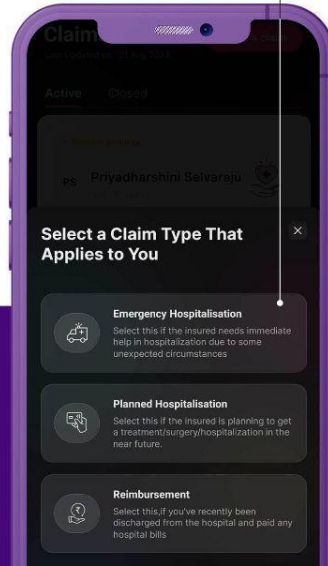 Claim
Active Closed
PS Priyadharshini Selvaraju
Select a Claim Type That
Applies to You
Emergency Hospitalisation
Select this if the insured needs immediate
help in hospitalization due to some
unexpected circumstances
Planned Hospitalisation
Select this if the insured is planning to get
a treatment/surgery/hospitalization in the
near future.
Reimbursement
Select this,if you've recently been
discharged from the hospital and paid any
hospital bills